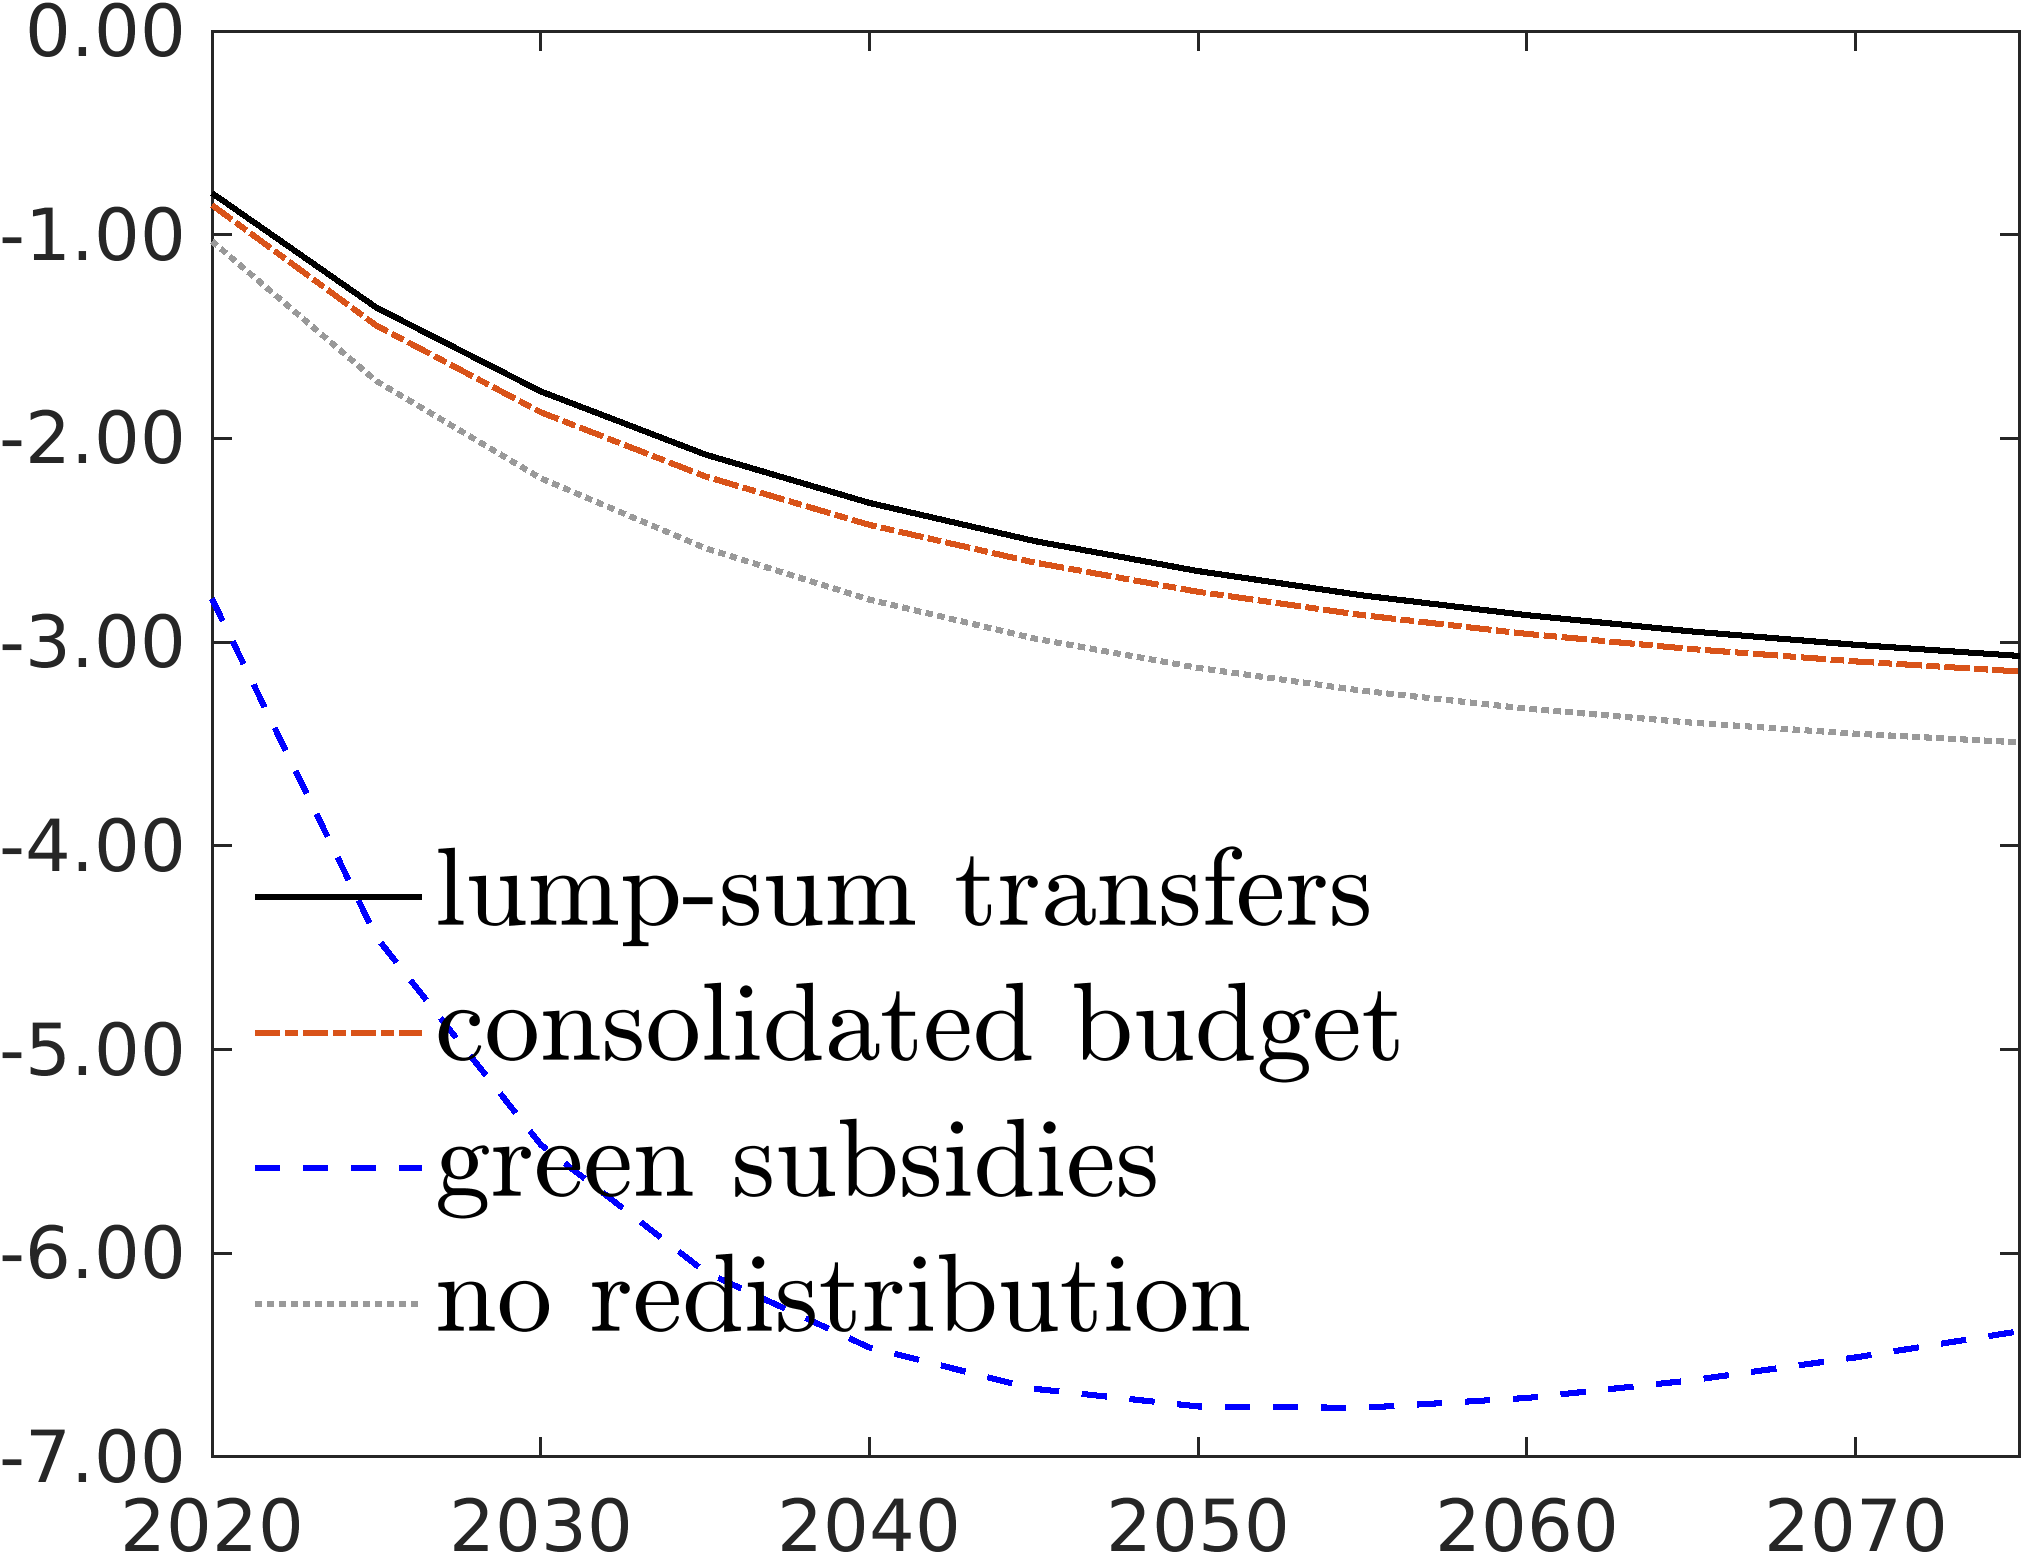 0.00
-1.00
-2.00
-3.00
-4.00
-5.00
-6.00
-7.00
lump-sum transfers
consolidated budget
green subsidies
no redistribution
2020 2030 2040 2050 2060 2070